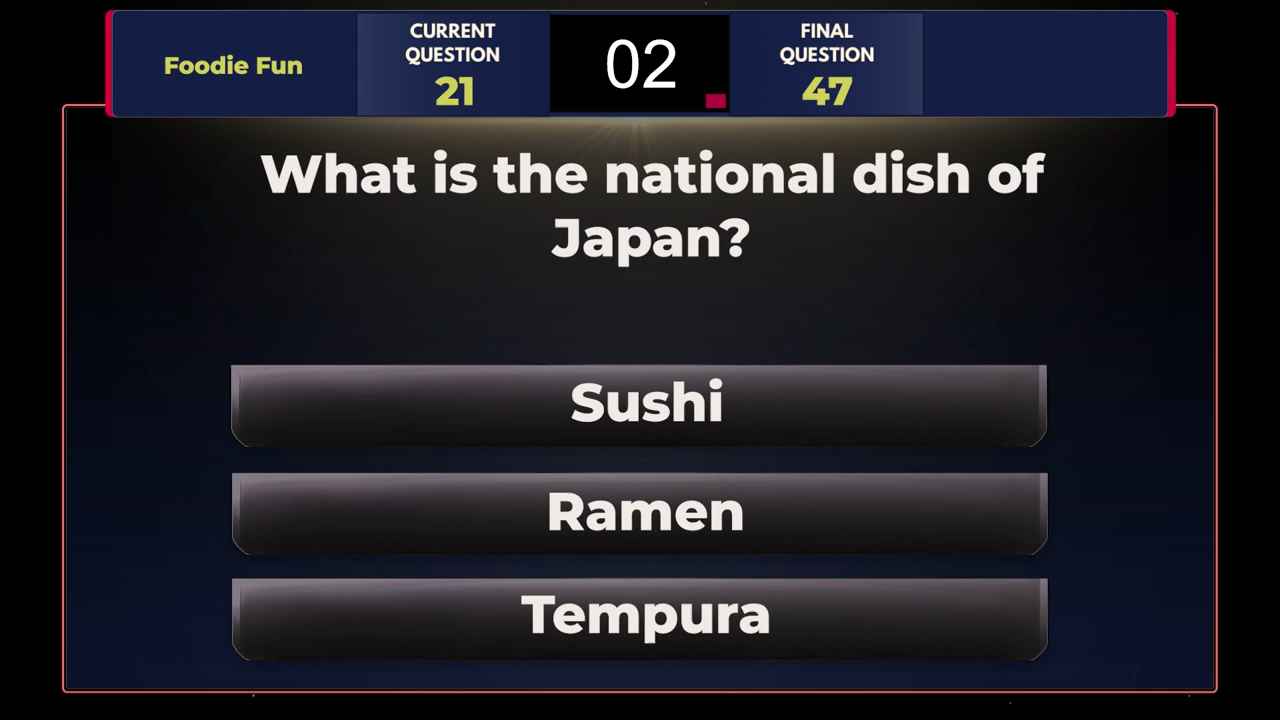 Foodie Fun
CURRENT
QUESTION
21
02
FINAL
QUESTION
47
What is the national dish of
Japan?
Sushi
Ramen
Tempura